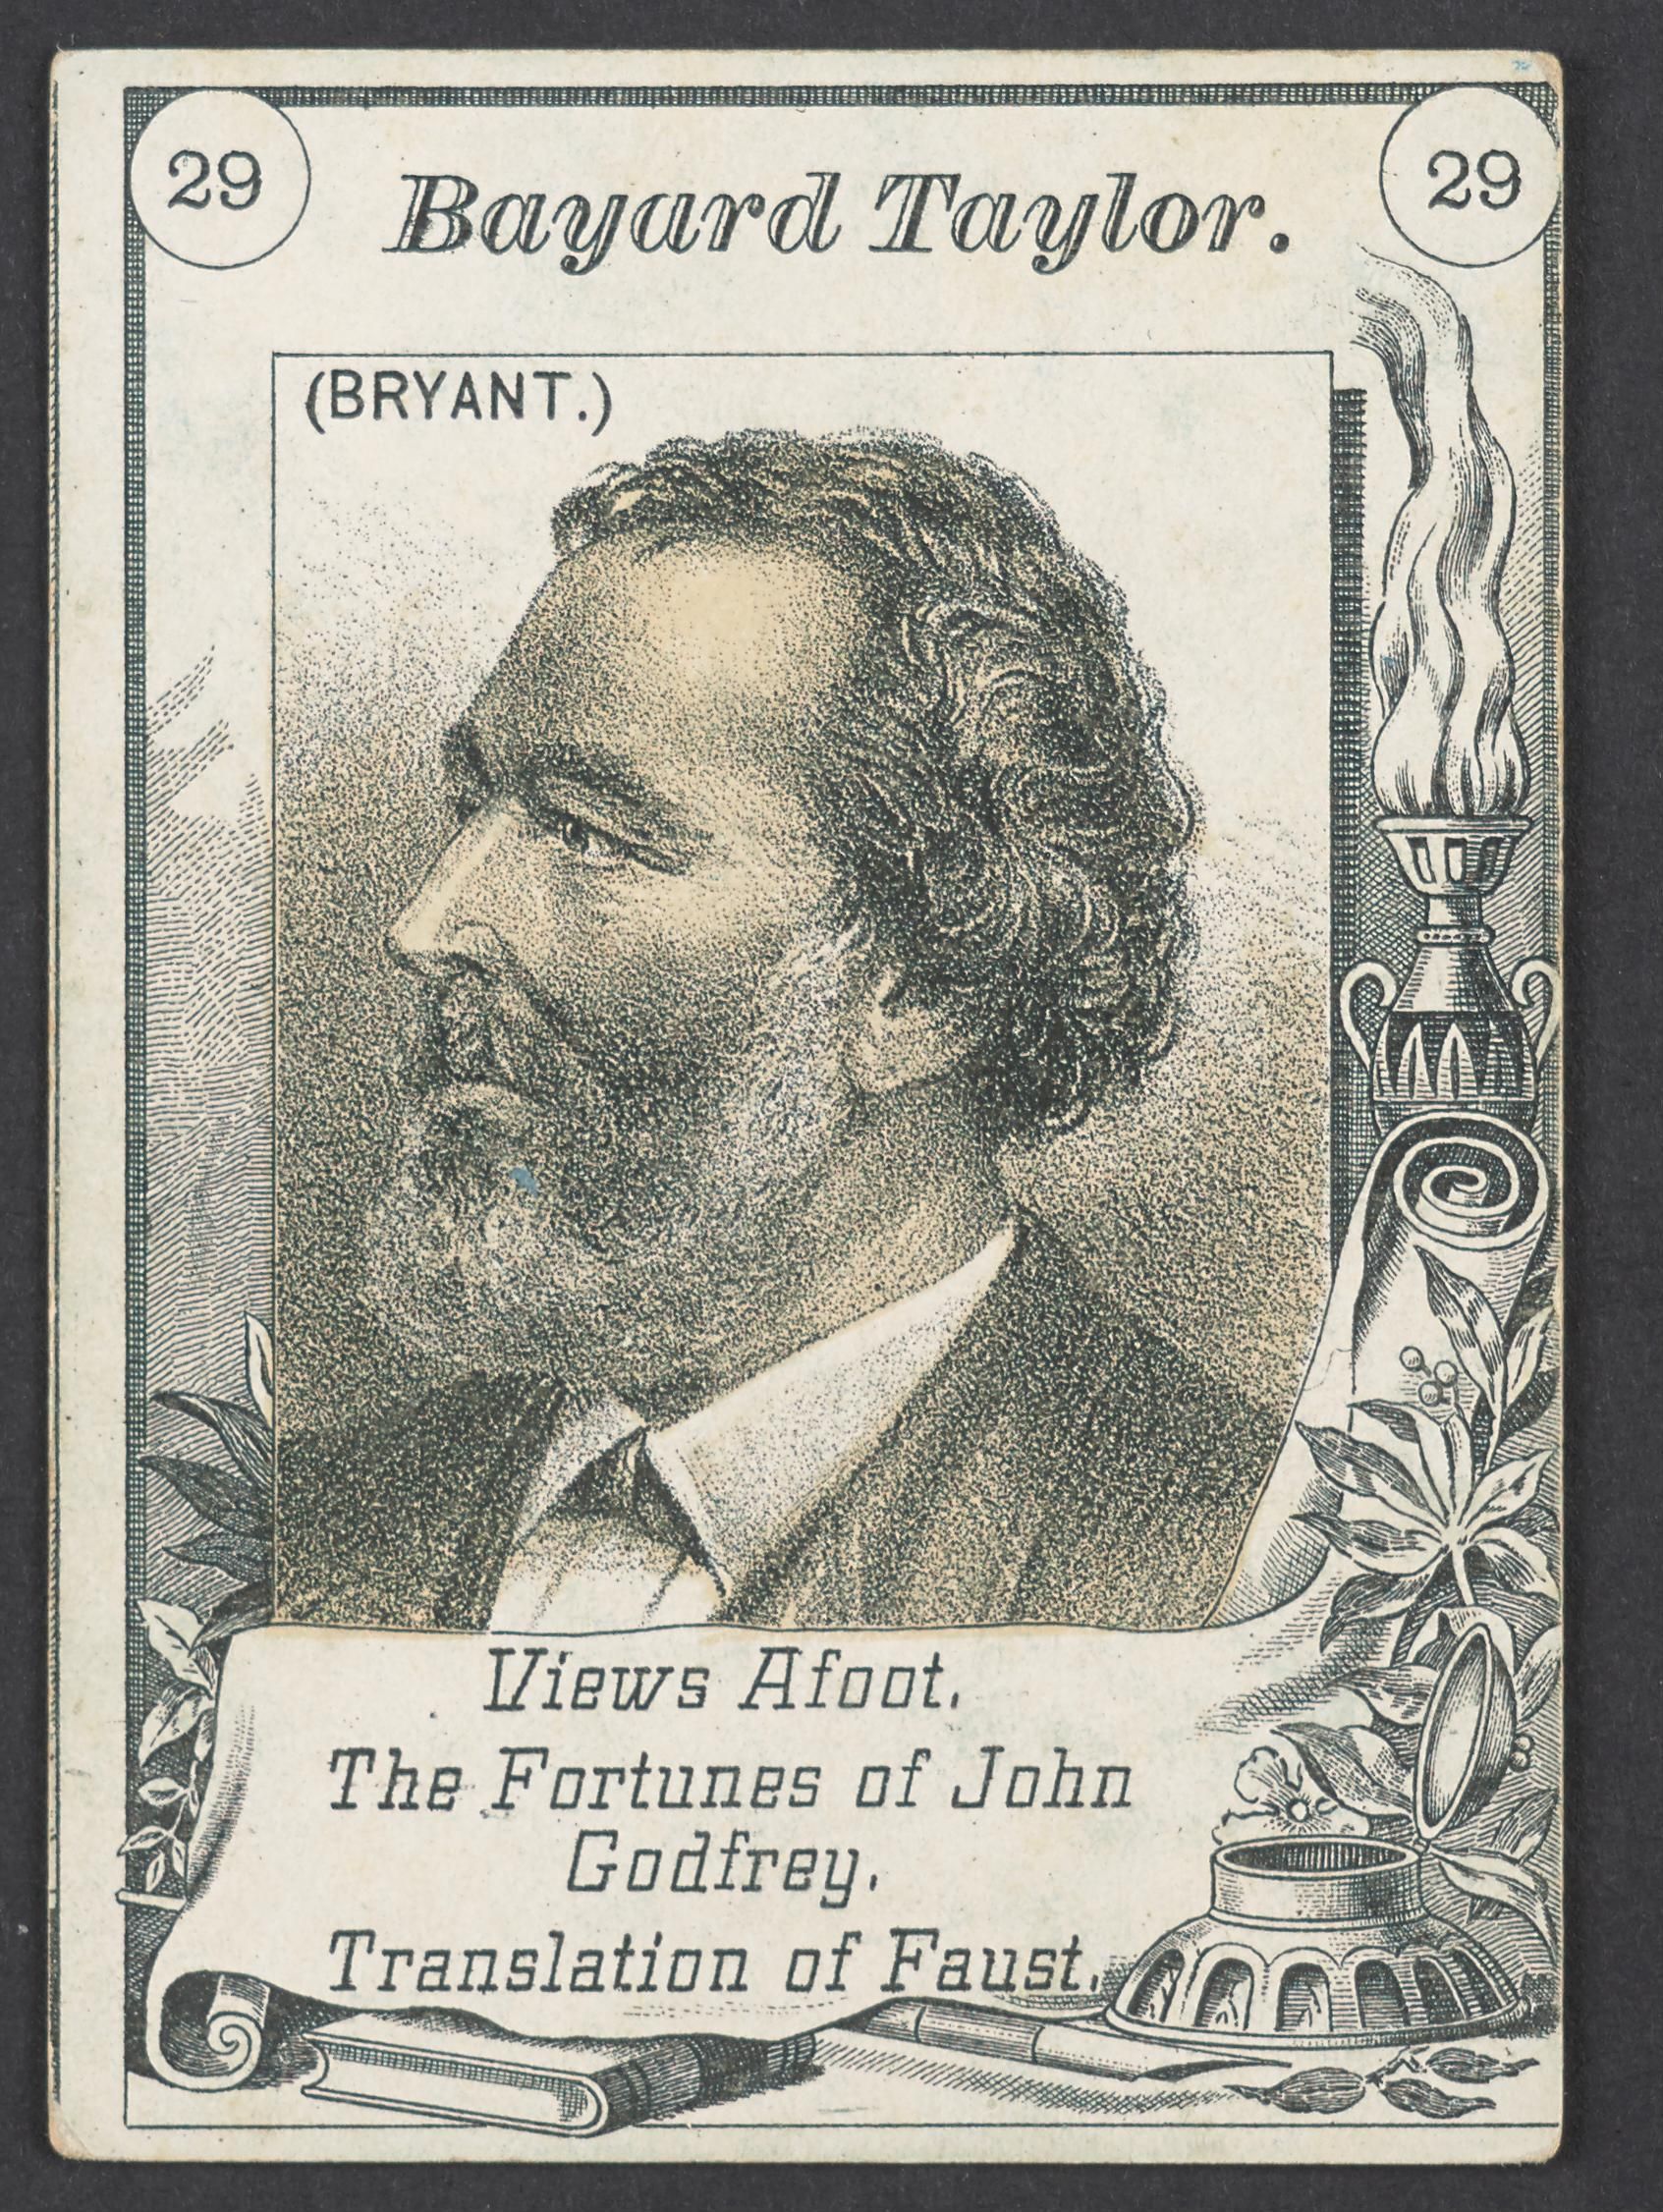 29
Bayard Taylor.
29
(BRYANT.)
Views Afoot.
The Fortunes of John
Godfrey.
Translation of Faust.